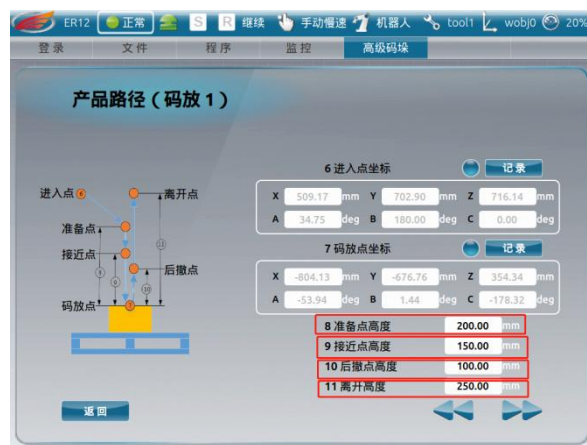 ER12 正常 S R 继续 手动慢速 机器人 tool1 wobj0 20%
登录 文件 程序 监控 高级码垛
产品路径（码放1）
6 进入点坐标 记录
X 509.17 mm Y 702.90 mm Z 716.14 mm
A 34.75 deg B 180.00 deg C 0.00 deg
7 码放点坐标 记录
X -804.13 mm Y -676.76 mm Z 354.34 mm
A -53.94 deg B 1.44 deg C -178.32 deg
8 准备点高度 200.00 mm
9 接近点高度 150.00 mm
10 后撤点高度 100.00 mm
11 离开高度 250.00 mm
进入点 6 离开点
准备点
接近点
11
后撤点
8 9 10
码放点 7
返回